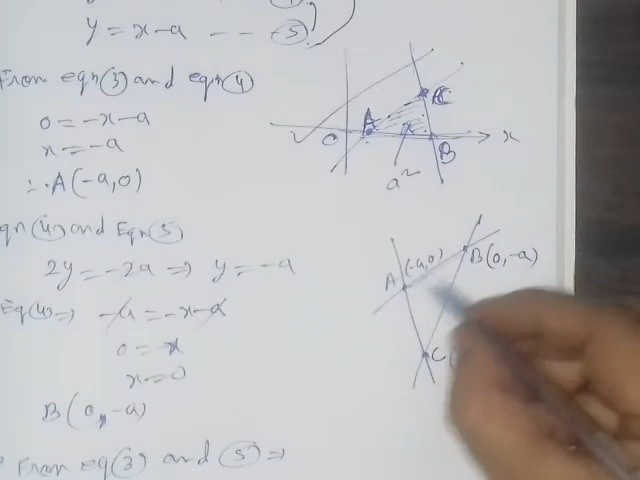 y = x-a -- (5)
From eqn (3) and eqn (4)
0 = -x-a
x = -a
∴ A(-a, 0)
Eqn (4) and Eqn (5)
2y = -2a ⇒ y = -a
Eq (4) ⇒ -a = -x-a
0 = -x
x = 0
B(0, -a)
From eq (3) and (5) ⇒
A
C
O
B
x
a²
A (-a, 0)
B(0, -a)
C(